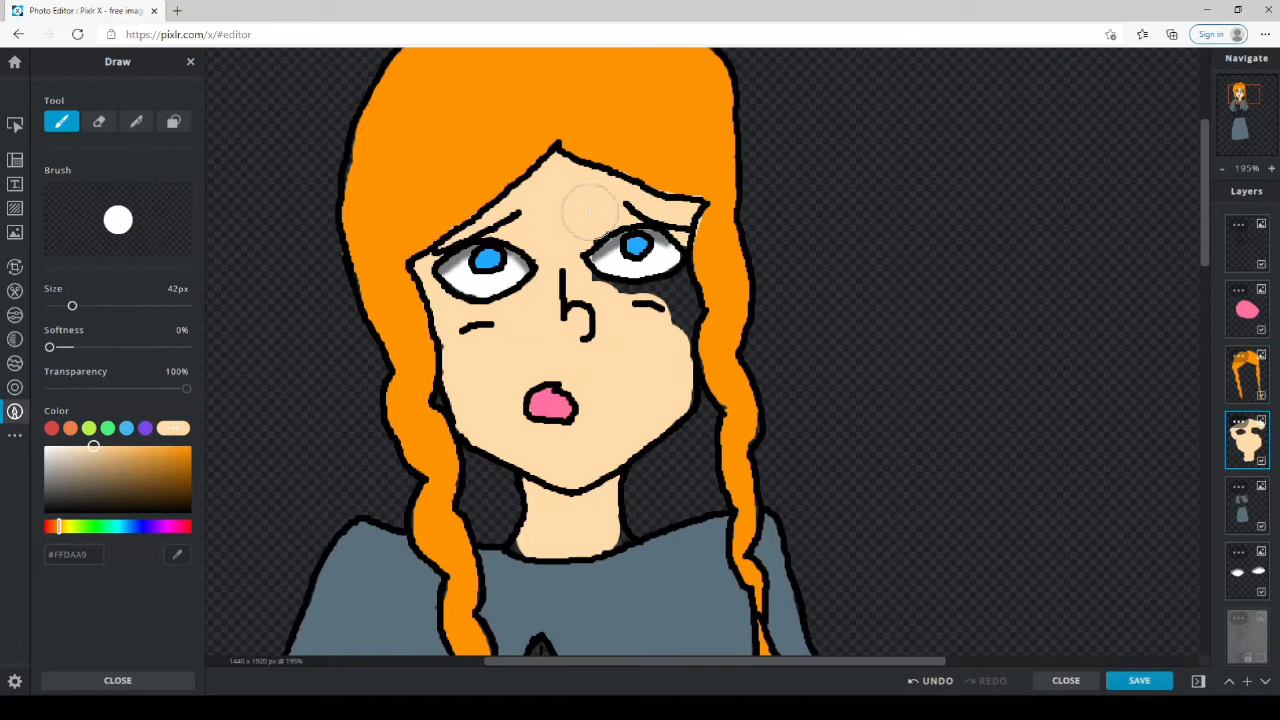 Photo Editor : Pixlr X - free imag
https://pixlr.com/x/#editor
Sign in
Draw
Navigate
Tool
Brush
195%
Layers
Size 42px
Softness 0%
Transparency 100%
Color
#FFDAA9
1440 x 1920 px @ 195%
CLOSE
UNDO
REDO
CLOSE
SAVE